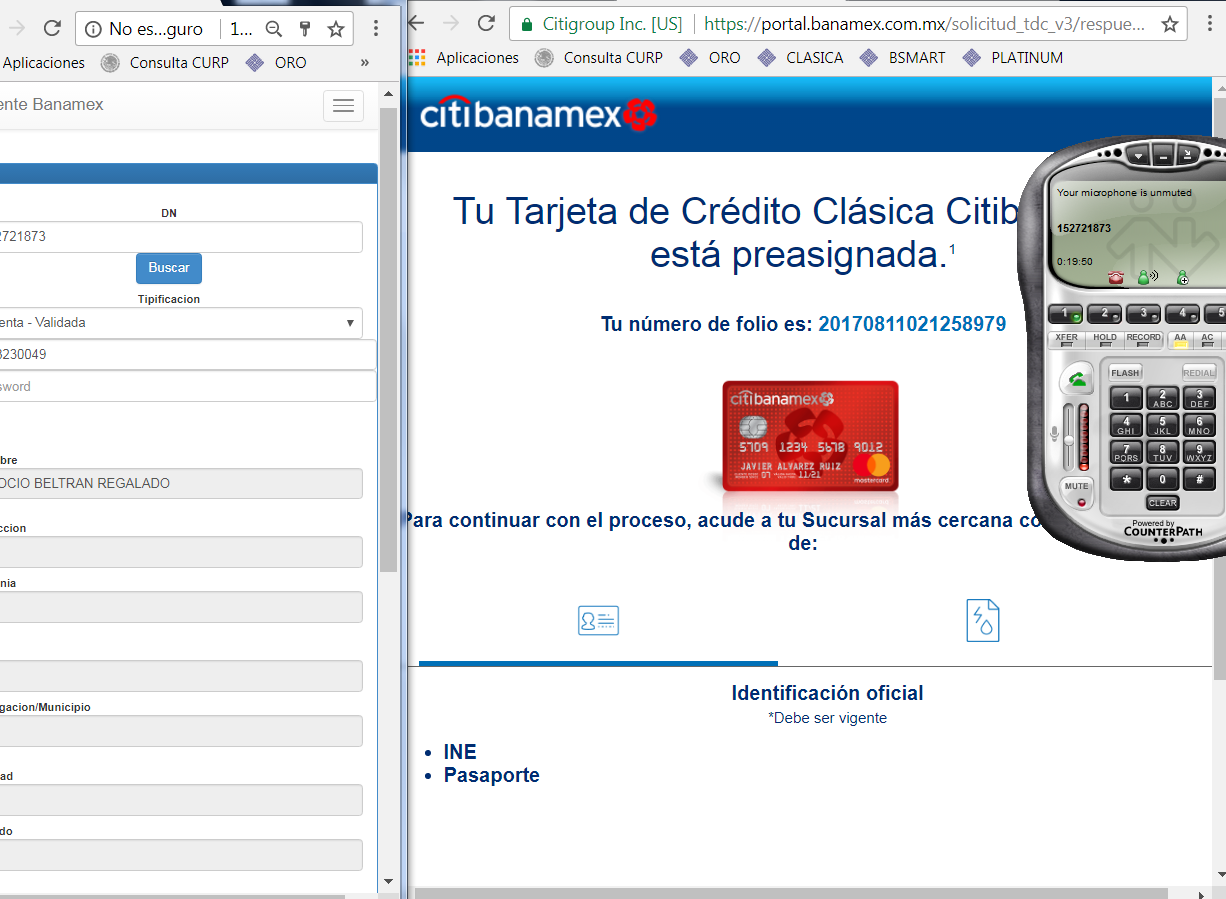 No es...guro
1...
Aplicaciones
Consulta CURP
ORO
»
ente Banamex
DN
2721873
Buscar
Tipificacion
enta - Validada
8230049
sword
bre
OCIO BELTRAN REGALADO
ccion
nia
gacion/Municipio
ad
do
Citigroup Inc. [US]
https://portal.banamex.com.mx/solicitud_tdc_v3/respue...
Aplicaciones
Consulta CURP
ORO
CLASICA
BSMART
PLATINUM
citibanamex
Tu Tarjeta de Crédito Clásica Citib
está preasignada.¹
Tu número de folio es: 20170811021258979
citibanamex
5709 1234 5678 9012
07 11/21
JAVIER ALVAREZ RUIZ
mastercard
Para continuar con el proceso, acude a tu Sucursal más cercana co
de:
Identificación oficial
*Debe ser vigente
• INE
• Pasaporte
Your microphone is unmuted
152721873
0:19:50
1 2 3 4 5
XFER HOLD RECORD AA AC
FLASH REDIAL
1 2 ABC 3 DEF
4 GHI 5 JKL 6 MNO
7 PQRS 8 TUV 9 WXYZ
* 0 #
MUTE
CLEAR
Powered by
COUNTERPATH